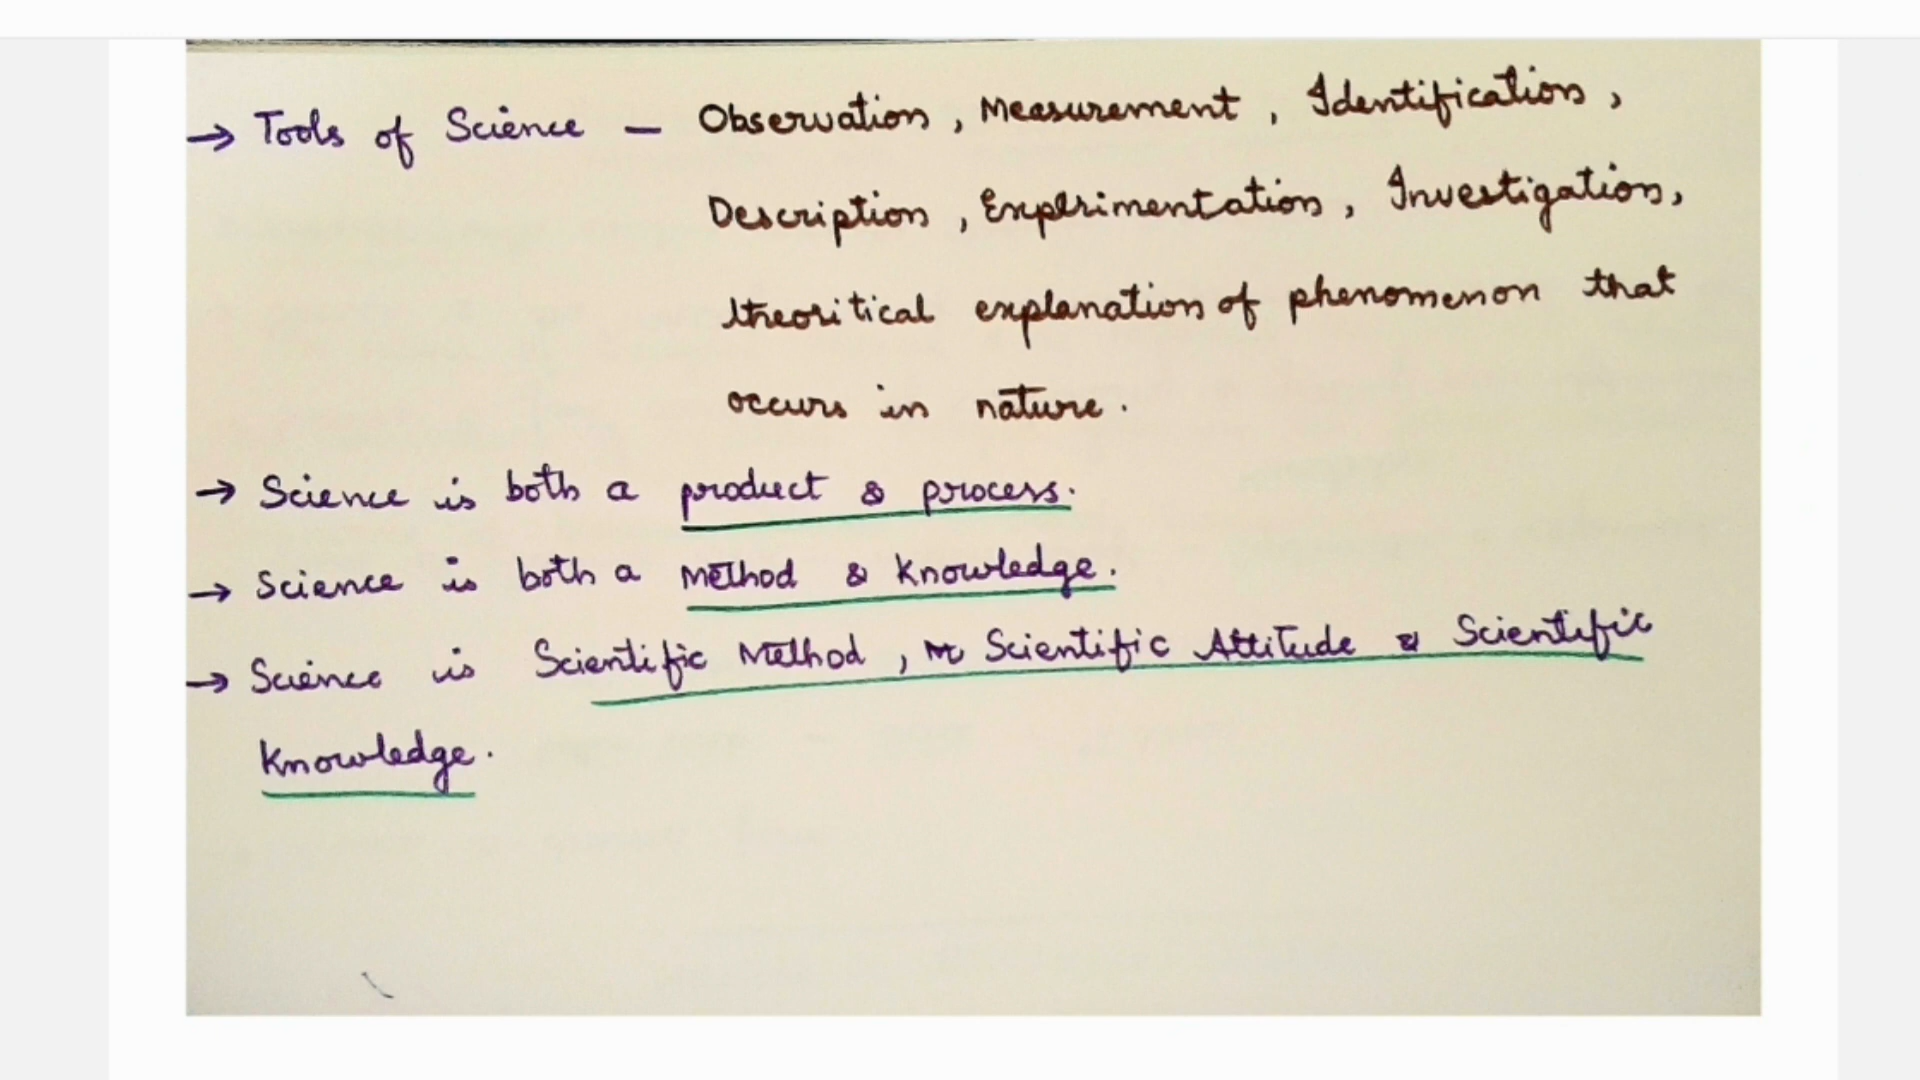 → Tools of Science — Observation, Measurement, Identification,
Description, Experimentation, Investigation,
theoritical explanation of phenomenon that
occurs in nature.
→ Science is both a product & process.
→ Science is both a Method & Knowledge.
→ Science is Scientific Method, Scientific Attitude & Scientific
Knowledge.